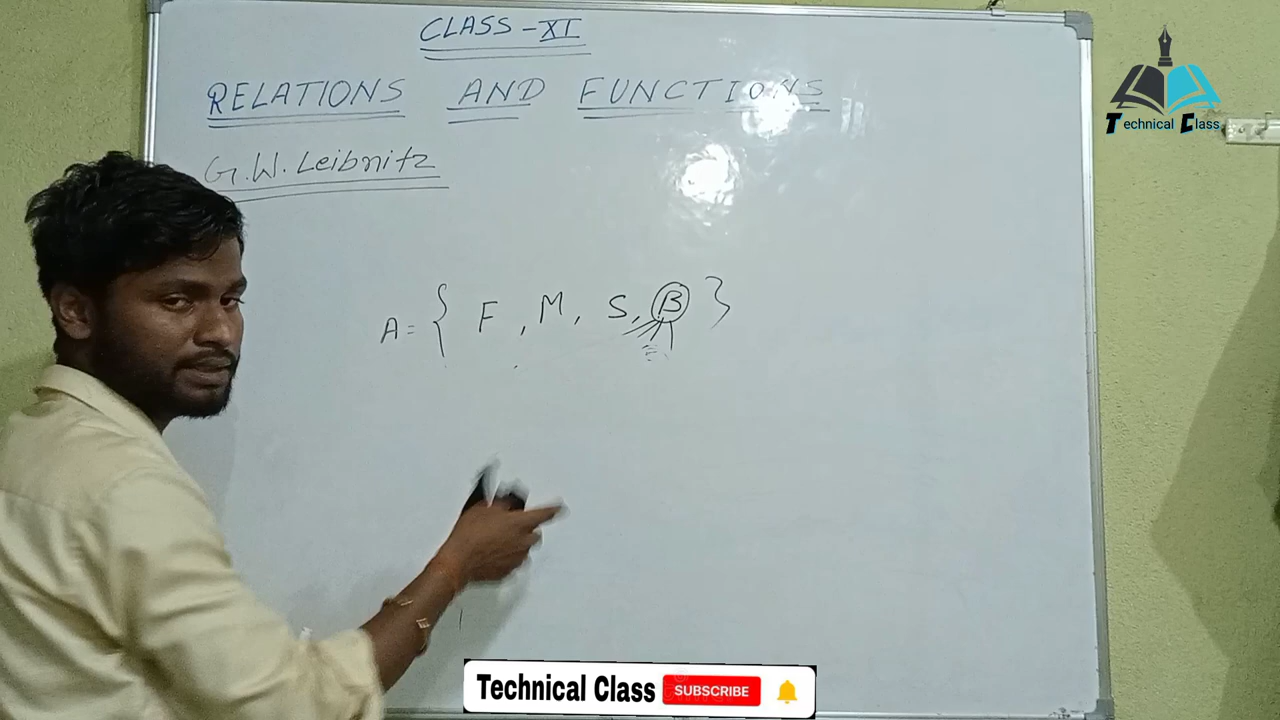 CLASS-XI
RELATIONS AND FUNCTIONS
Technical Class
G.W. Leibnitz
A = { F, M, S, B }
Technical Class SUBSCRIBE